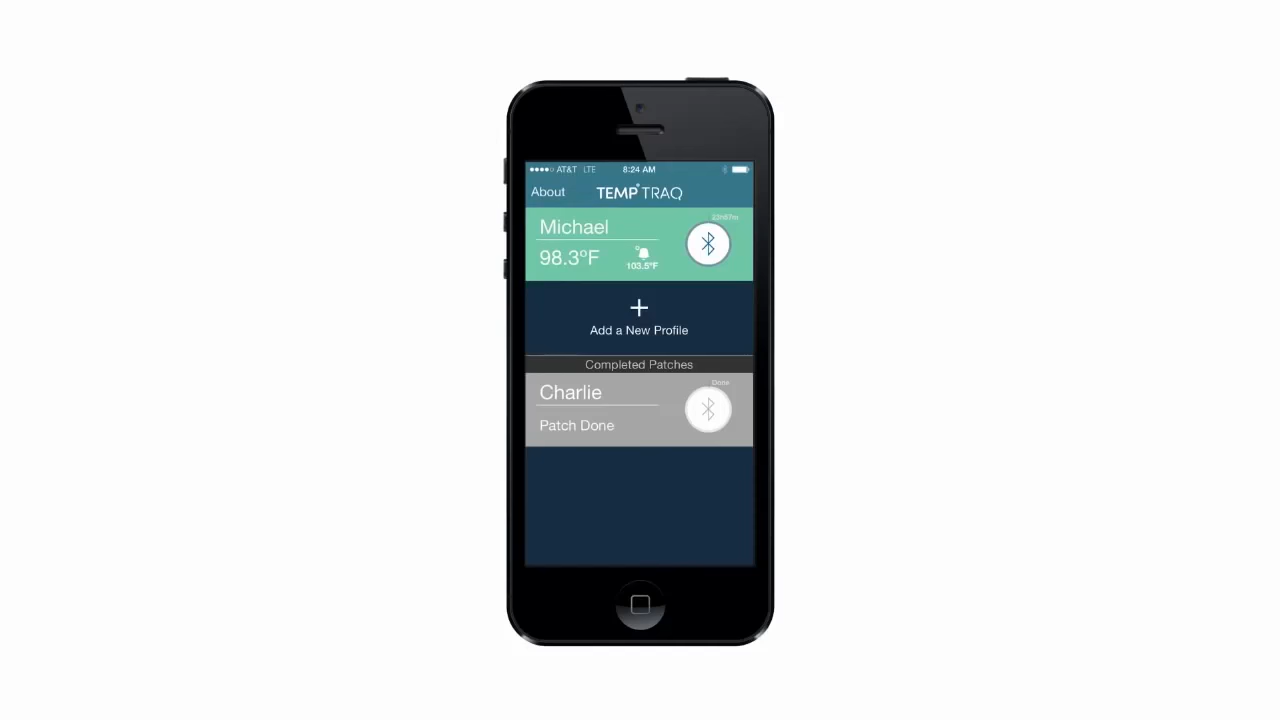 AT&T LTE 8:24 AM
About TEMP°TRAQ
23h57m
Michael
98.3°F
103.5°F
Add a New Profile
Completed Patches
Done
Charlie
Patch Done